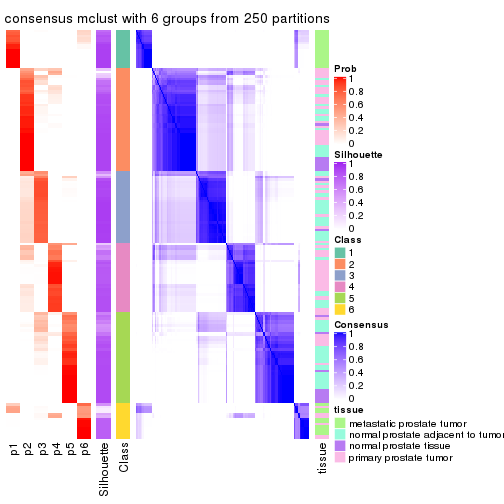 consensus mclust with 6 groups from 250 partitions
Prob
1
0.8
0.6
0.4
0.2
0
Silhouette
1
0.8
0.6
0.4
0.2
0
Class
1
2
3
4
5
6
Consensus
1
0.8
0.6
0.4
0.2
0
tissue
metastatic prostate tumor
normal prostate adjacent to tumor
normal prostate tissue
primary prostate tumor
p1
p2
p3
p4
p5
p6
Silhouette
Class
tissue